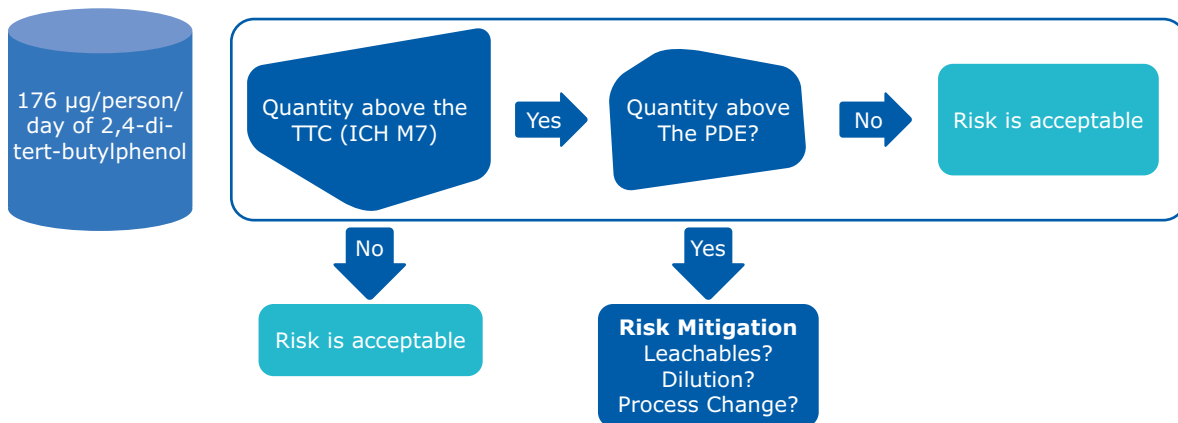 176 µg/person/
day of 2,4-di-
tert-butylphenol
Quantity above the
TTC (ICH M7)
Yes
Quantity above
The PDE?
No
Risk is acceptable
No
Yes
Risk is acceptable
Risk Mitigation
Leachables?
Dilution?
Process Change?